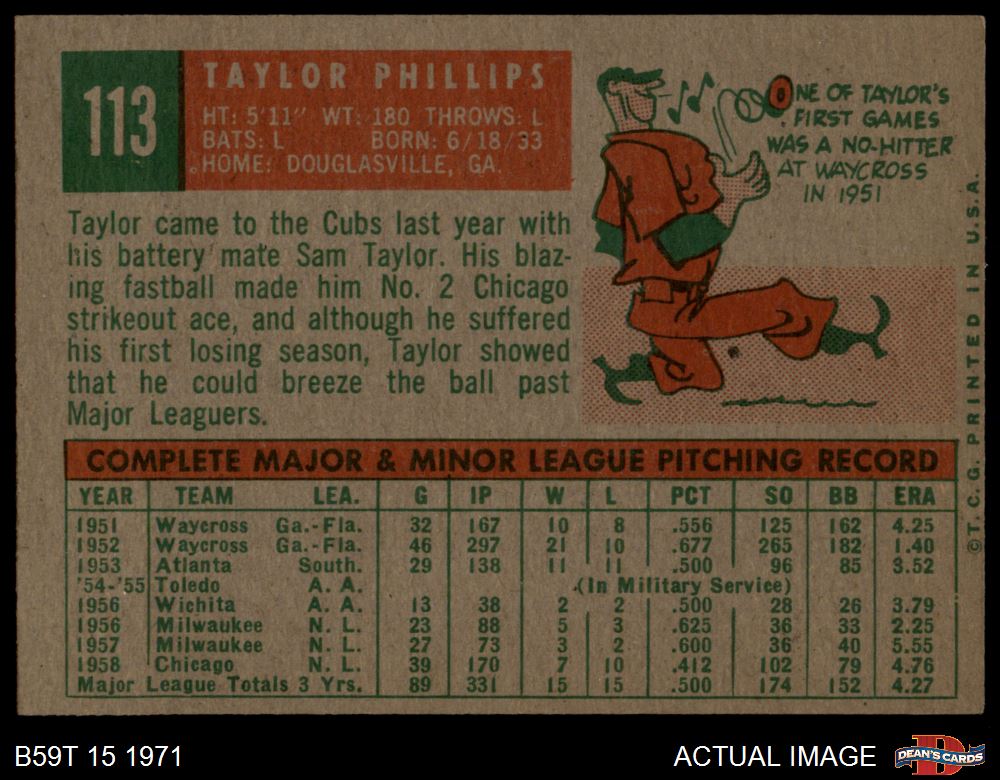 113
TAYLOR PHILLIPS
HT: 5'11" WT: 180 THROWS: L
BATS: L BORN: 6/18/33
HOME: DOUGLASVILLE, GA.
ONE OF TAYLOR'S
FIRST GAMES
WAS A NO-HITTER
AT WAYCROSS
IN 1951
Taylor came to the Cubs last year with
his battery mate Sam Taylor. His blaz-
ing fastball made him No. 2 Chicago
strikeout ace, and although he suffered
his first losing season, Taylor showed
that he could breeze the ball past
Major Leaguers.
COMPLETE MAJOR & MINOR LEAGUE PITCHING RECORD
YEAR TEAM LEA. G IP W L PCT SO BB ERA
1951 Waycross Ga.-Fla. 32 167 10 8 .556 125 162 4.25
1952 Waycross Ga.-Fla. 46 297 21 10 .677 265 182 1.40
1953 Atlanta South. 29 138 11 11 .500 96 85 3.52
'54-'55 Toledo A. A. (In Military Service)
1956 Wichita A. A. 13 38 2 2 .500 28 26 3.79
1956 Milwaukee N. L. 23 88 5 3 .625 36 33 2.25
1957 Milwaukee N. L. 27 73 3 2 .600 36 40 5.55
1958 Chicago N. L. 39 170 7 10 .412 102 79 4.76
Major League Totals 3 Yrs. 89 331 15 15 .500 174 152 4.27
© T. C. G. PRINTED IN U.S.A.
B59T 15 1971
ACTUAL IMAGE
D
DEAN'S CARDS